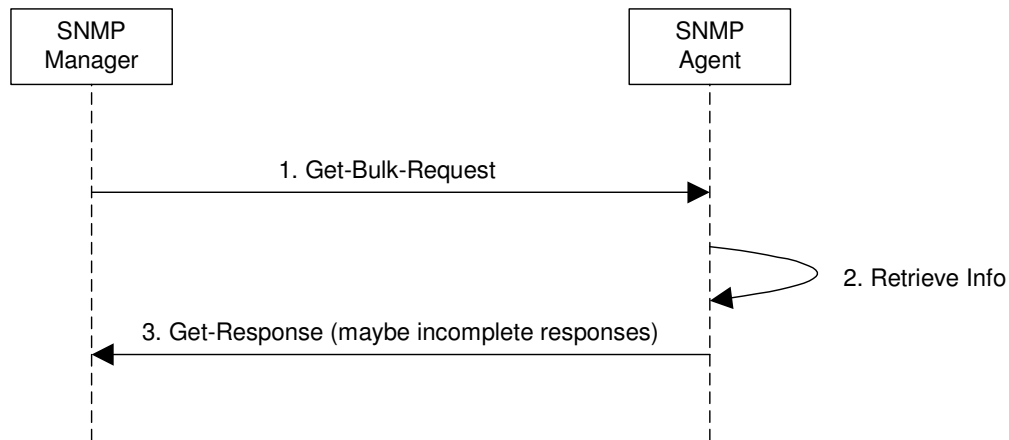 SNMP
Manager
SNMP
Agent
1. Get-Bulk-Request
2. Retrieve Info
3. Get-Response (maybe incomplete responses)